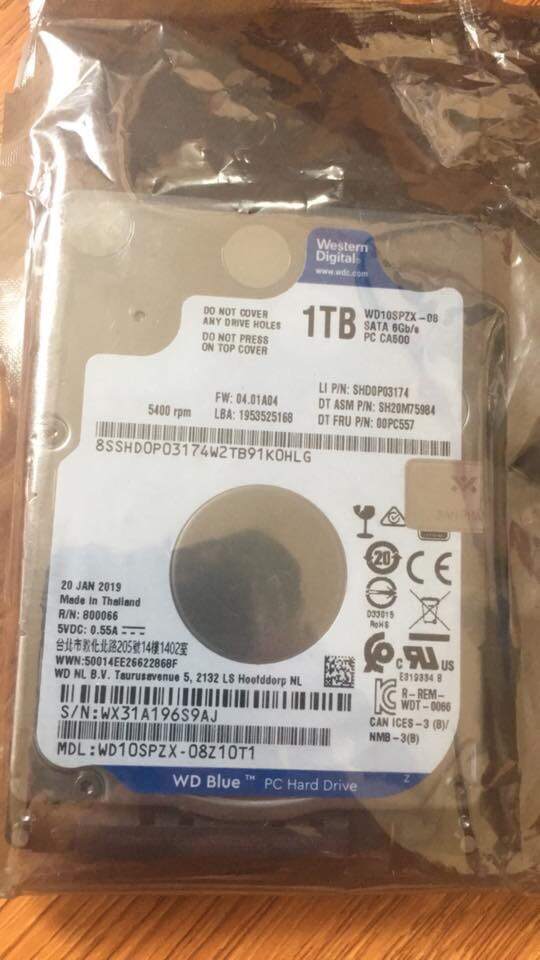 Western
Digital®
www.wdc.com
DO NOT COVER
ANY DRIVE HOLES
DO NOT PRESS
ON TOP COVER
1TB
WD10SPZX-08
SATA 6Gb/s
PC CA500
5400 rpm
FW: 04.01A04
LBA: 1953525168
LI P/N: SHD0P03174
DT ASM P/N: SH20M75984
DT FRU P/N: 00PC557
8SSHD0P03174W2TB91K0HLG
20
CE
033015
RoHS
20 JAN 2019
Made in Thailand
R/N: 800066
5VDC: 0.55A
台北市敦化北路205號14樓1402室
WWN:50014EE26622868F
WD NL B.V. Taurusavenue 5, 2132 LS Hoofddorp NL
C US
E319334 B
R-REM-
WDT-0066
CAN ICES-3 (B)/
NMB-3(B)
S/N:WX31A196S9AJ
MDL:WD10SPZX-08Z10T1
WD Blue™ PC Hard Drive
Z